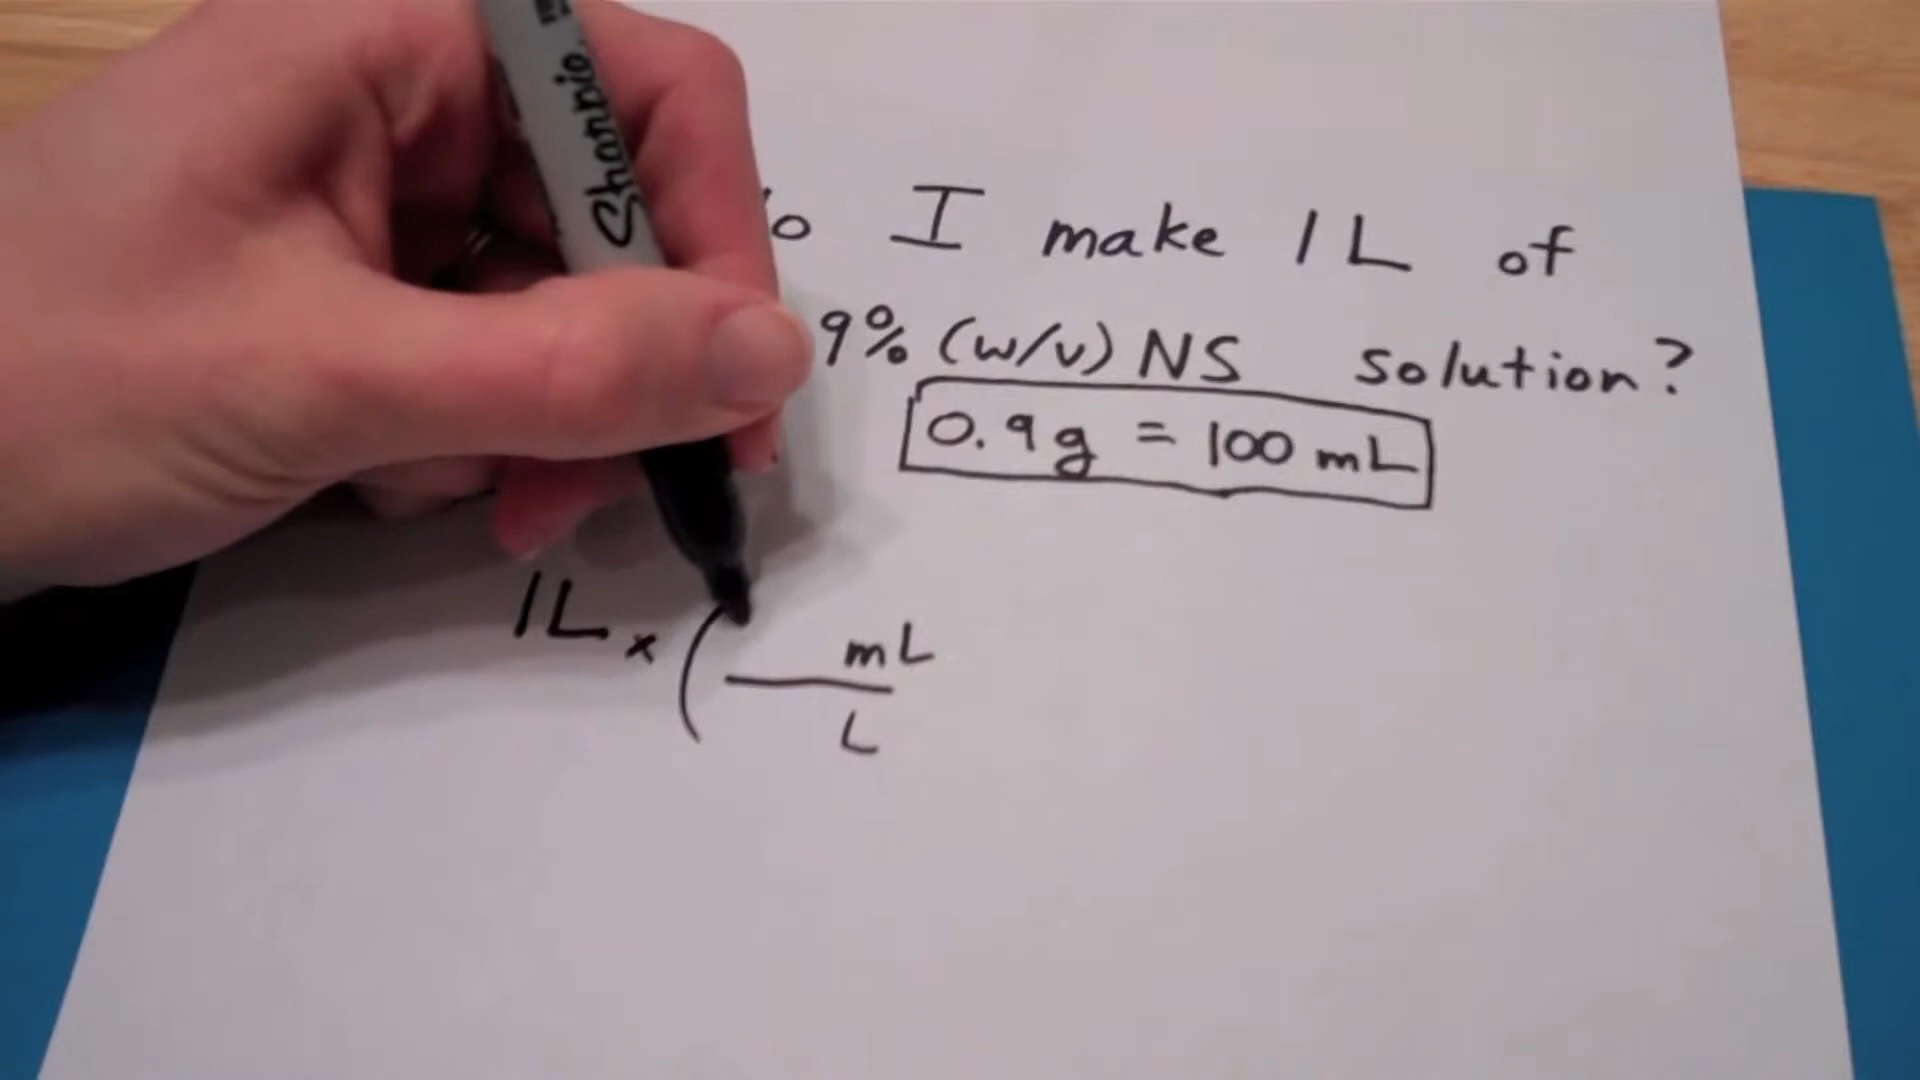 Sharpie
I make 1L of
9% (w/v) NS solution?
0.9g = 100 mL
1L x ( mL
L